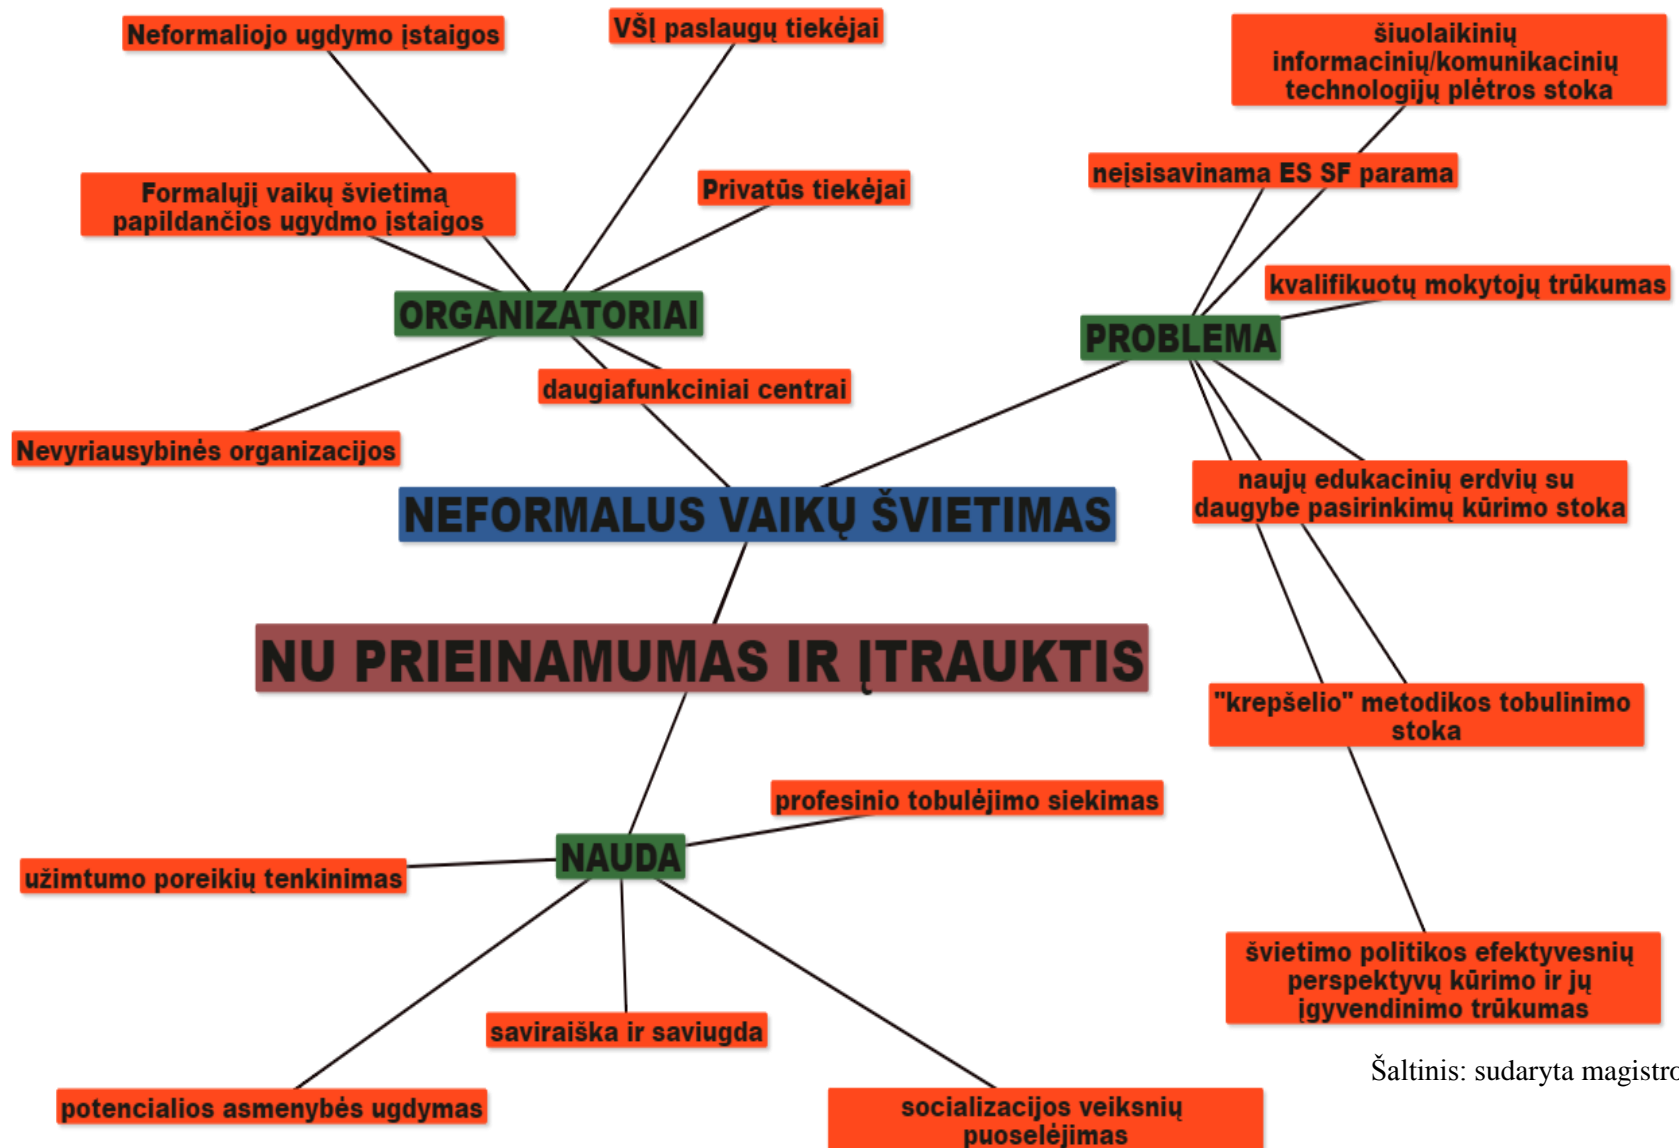 Neformaliojo ugdymo įstaigos
VŠĮ paslaugų tiekėjai
šiuolaikinių
informacinių/komunikacinių
technologijų plėtros stoka
neįsisavinama ES SF parama
Formalųjį vaikų švietimą
papildančios ugydmo įstaigos
Privatūs tiekėjai
kvalifikuotų mokytojų trūkumas
ORGANIZATORIAI
PROBLEMA
daugiafunkciniai centrai
Nevyriausybinės organizacijos
naujų edukacinių erdvių su
daugybe pasirinkimų kūrimo stoka
NEFORMALUS VAIKŲ ŠVIETIMAS
NU PRIEINAMUMAS IR ĮTRAUKTIS
"krepšelio" metodikos tobulinimo
stoka
profesinio tobulėjimo siekimas
NAUDA
užimtumo poreikių tenkinimas
švietimo politikos efektyvesnių
perspektyvų kūrimo ir jų
įgyvendinimo trūkumas
saviraiška ir saviugda
Šaltinis: sudaryta magistro
potencialios asmenybės ugdymas
socializacijos veiksnių
puoselėjimas